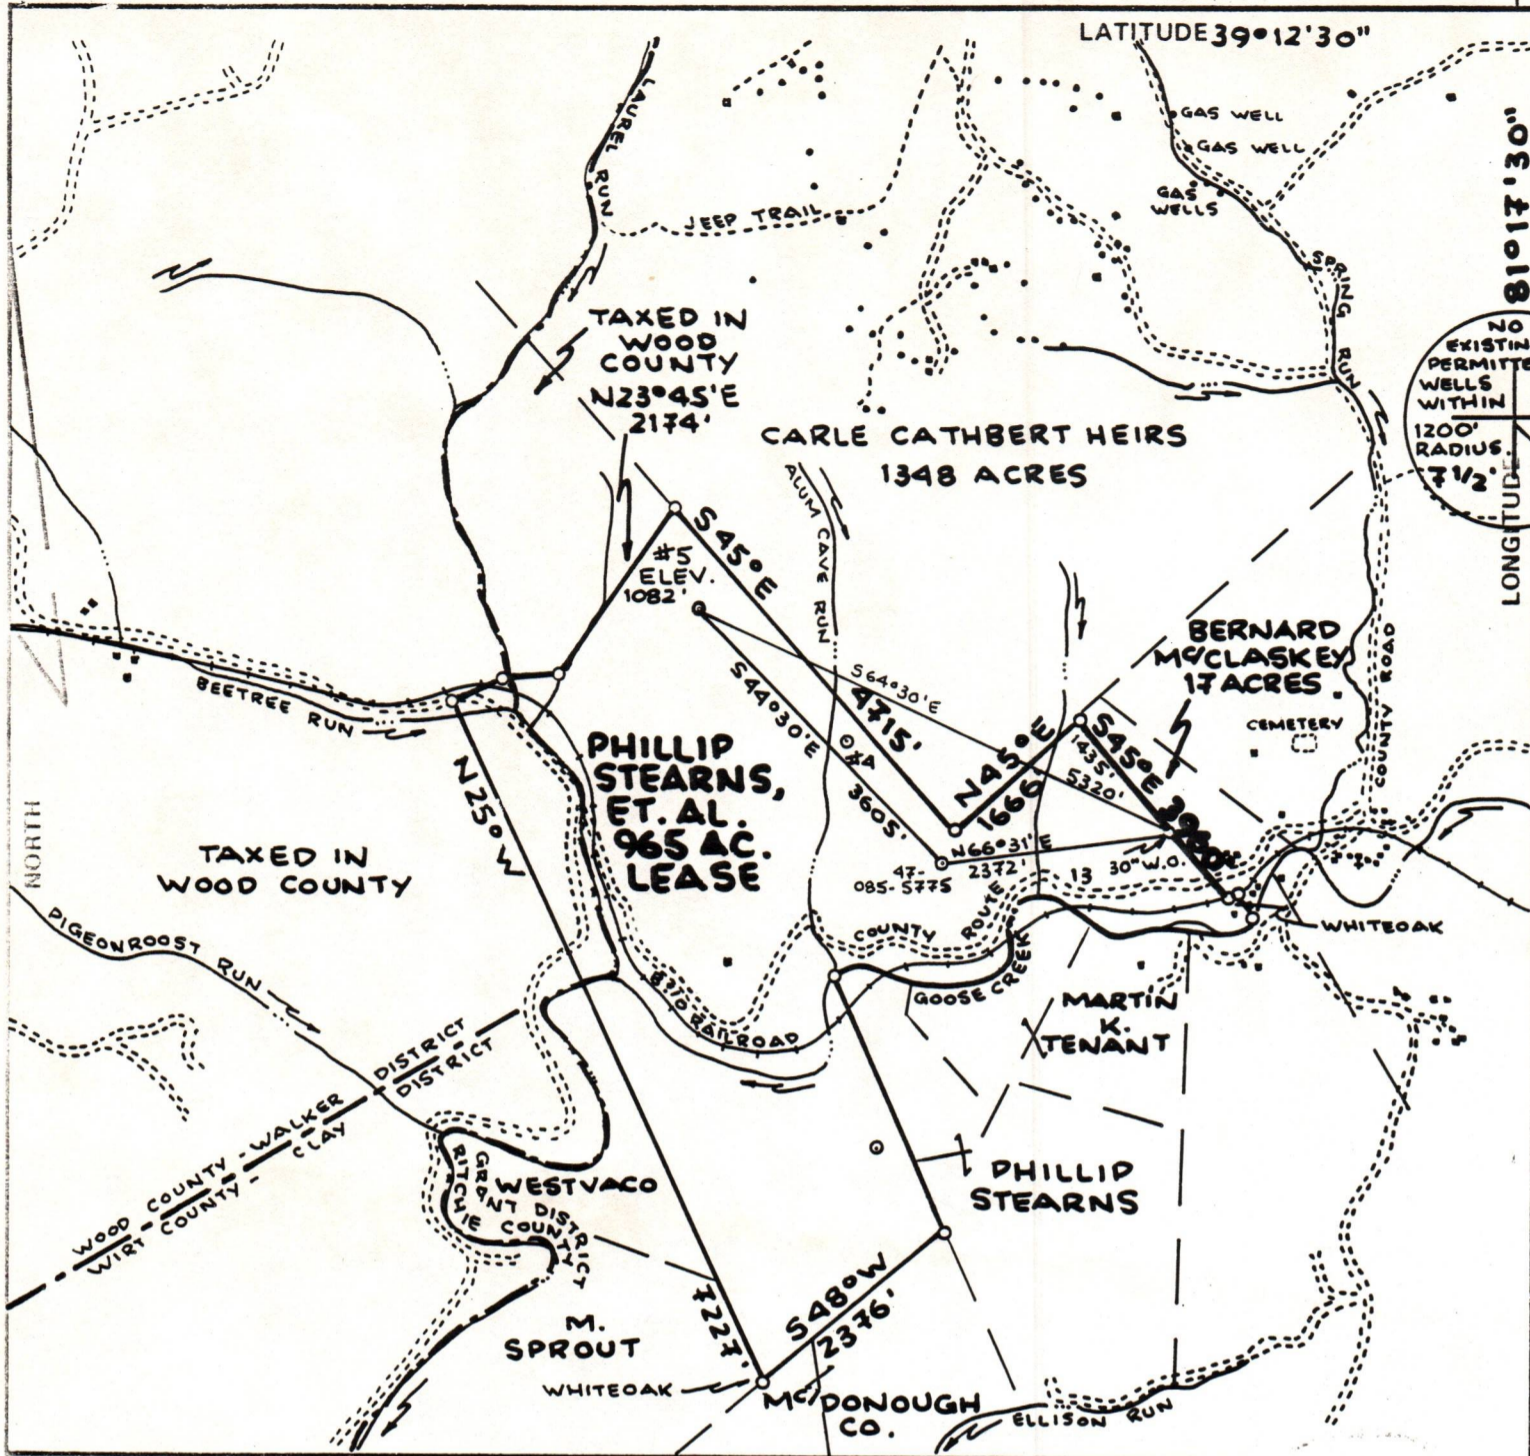 LATITUDE 39°12'30"
LAUREL RUN
GAS WELL
GAS WELL
GAS
WELLS
JEEP TRAIL
SPRING RUN
81°17'30"
LONGITUDE
NO
EXISTIN
PERMITTE
WELLS
WITHIN
1200'
RADIUS.
7 1/2'
TAXED IN
WOOD
COUNTY
N23°45'E
2174'
CARLE CATHBERT HEIRS
1348 ACRES
ALUM CAVE RUN
#5
ELEV.
1082'
S45°E
4715'
S64°30'E
5320'
S44°30'E
3605'
#4
BERNARD
McCLASKEY
17 ACRES
CEMETERY
COUNTY ROAD
BEETREE RUN
N25°W
7227'
PHILLIP
STEARNS,
ET. AL.
965 AC.
LEASE
N45°E
1666'
S45°E
1435'
N66°31'E
2372'
47-
085-5775
30" W.O.
NORTH
TAXED IN
WOOD COUNTY
PIGEONROOST RUN
COUNTY ROUTE 13
WHITEOAK
GOOSE CREEK
B & O RAILROAD
MARTIN
K.
TENANT
WOOD COUNTY - WALKER DISTRICT
WIRT COUNTY - CLAY DISTRICT
GRANT DISTRICT
RITCHIE COUNTY
WESTVACO
PHILLIP
STEARNS
S48°W
2376'
M.
SPROUT
WHITEOAK
McDONOUGH
CO.
ELLISON RUN